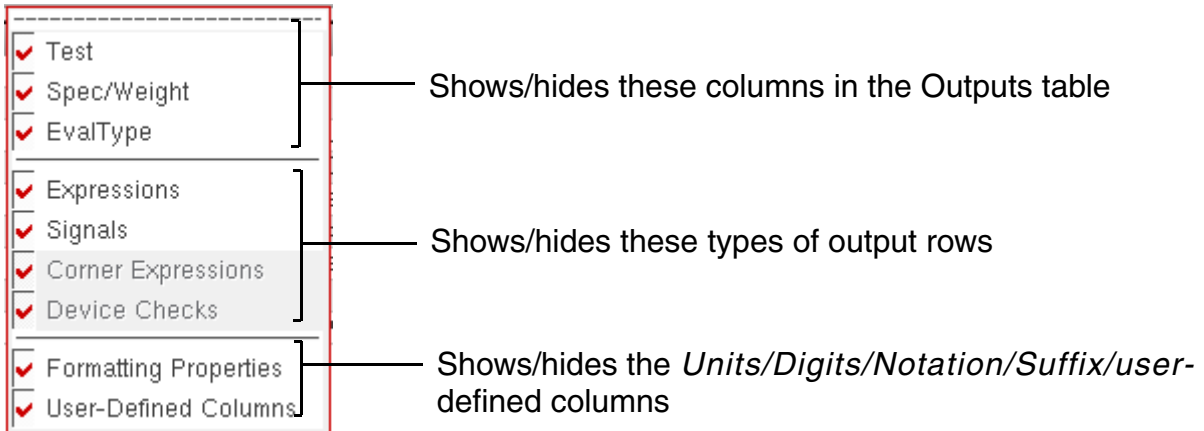 Test
Spec/Weight
EvalType
Shows/hides these columns in the Outputs table
Expressions
Signals
Corner Expressions
Device Checks
Shows/hides these types of output rows
Formatting Properties
User-Defined Columns
Shows/hides the Units/Digits/Notation/Suffix/user-
defined columns